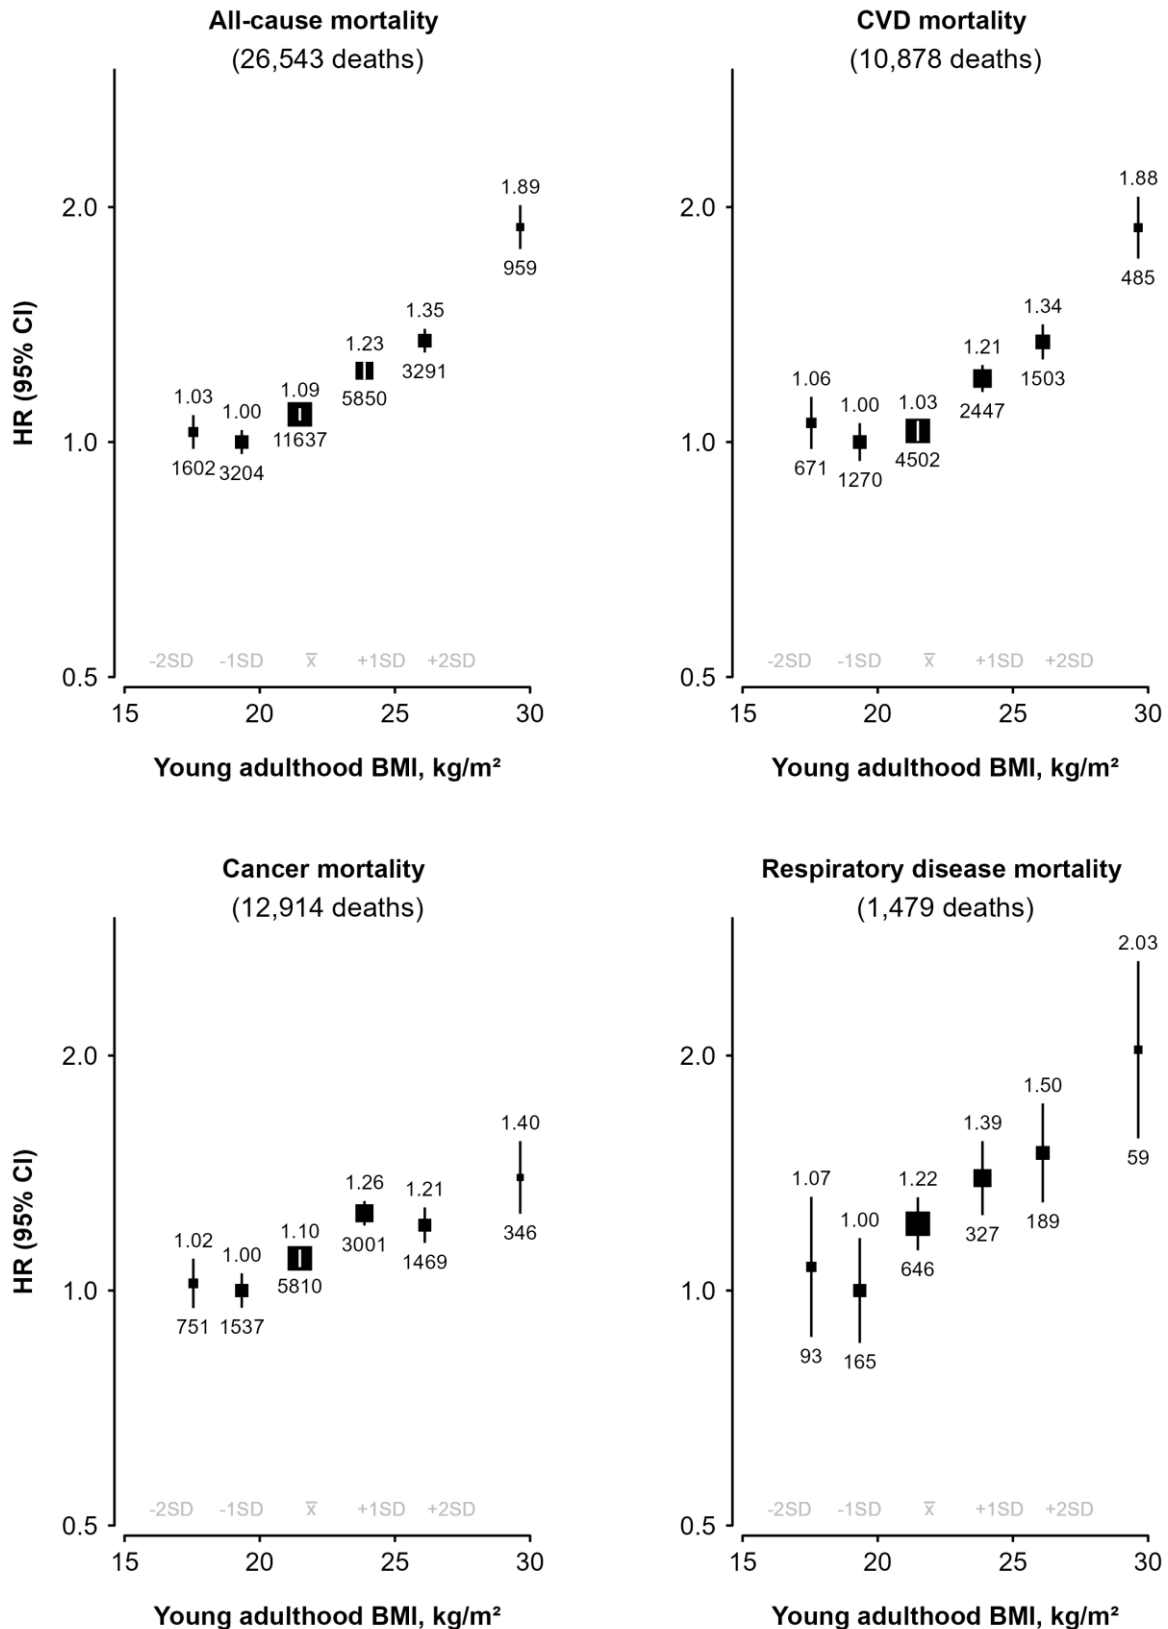 All-cause mortality
(26,543 deaths)
HR (95% CI)
2.0
1.0
0.5
1.03
1602
1.00
3204
1.09
11637
1.23
5850
1.35
3291
1.89
959
-2SD -1SD x̅ +1SD +2SD
15 20 25 30
Young adulthood BMI, kg/m²
CVD mortality
(10,878 deaths)
2.0
1.0
0.5
1.06
671
1.00
1270
1.03
4502
1.21
2447
1.34
1503
1.88
485
-2SD -1SD x̅ +1SD +2SD
15 20 25 30
Young adulthood BMI, kg/m²
Cancer mortality
(12,914 deaths)
HR (95% CI)
2.0
1.0
0.5
1.02
751
1.00
1537
1.10
5810
1.26
3001
1.21
1469
1.40
346
-2SD -1SD x̅ +1SD +2SD
15 20 25 30
Young adulthood BMI, kg/m²
Respiratory disease mortality
(1,479 deaths)
2.0
1.0
0.5
1.07
93
1.00
165
1.22
646
1.39
327
1.50
189
2.03
59
-2SD -1SD x̅ +1SD +2SD
15 20 25 30
Young adulthood BMI, kg/m²